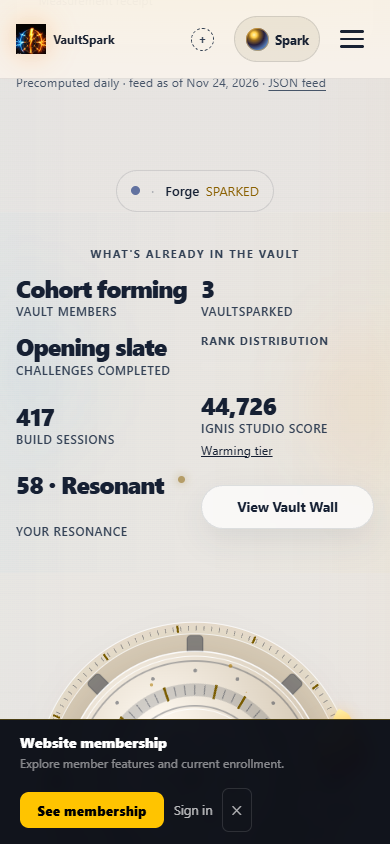 VaultSpark
+
Spark
Precomputed daily · feed as of Nov 24, 2026 · JSON feed
· Forge SPARKED
WHAT'S ALREADY IN THE VAULT
Cohort forming
VAULT MEMBERS
3
VAULTSPARKED
Opening slate
CHALLENGES COMPLETED
RANK DISTRIBUTION
417
BUILD SESSIONS
44,726
IGNIS STUDIO SCORE
Warming tier
58 · Resonant
YOUR RESONANCE
View Vault Wall
Website membership
Explore member features and current enrollment.
See membership
Sign in
×